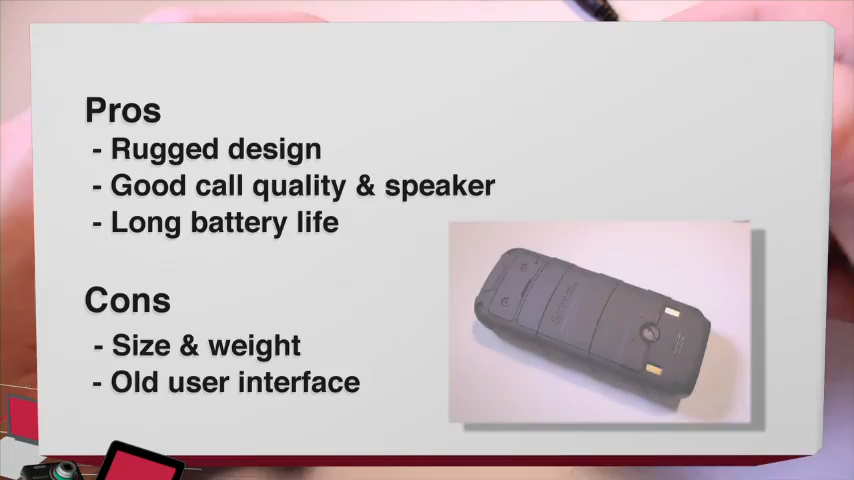 Pros
- Rugged design
- Good call quality & speaker
- Long battery life
Cons
- Size & weight
- Old user interface